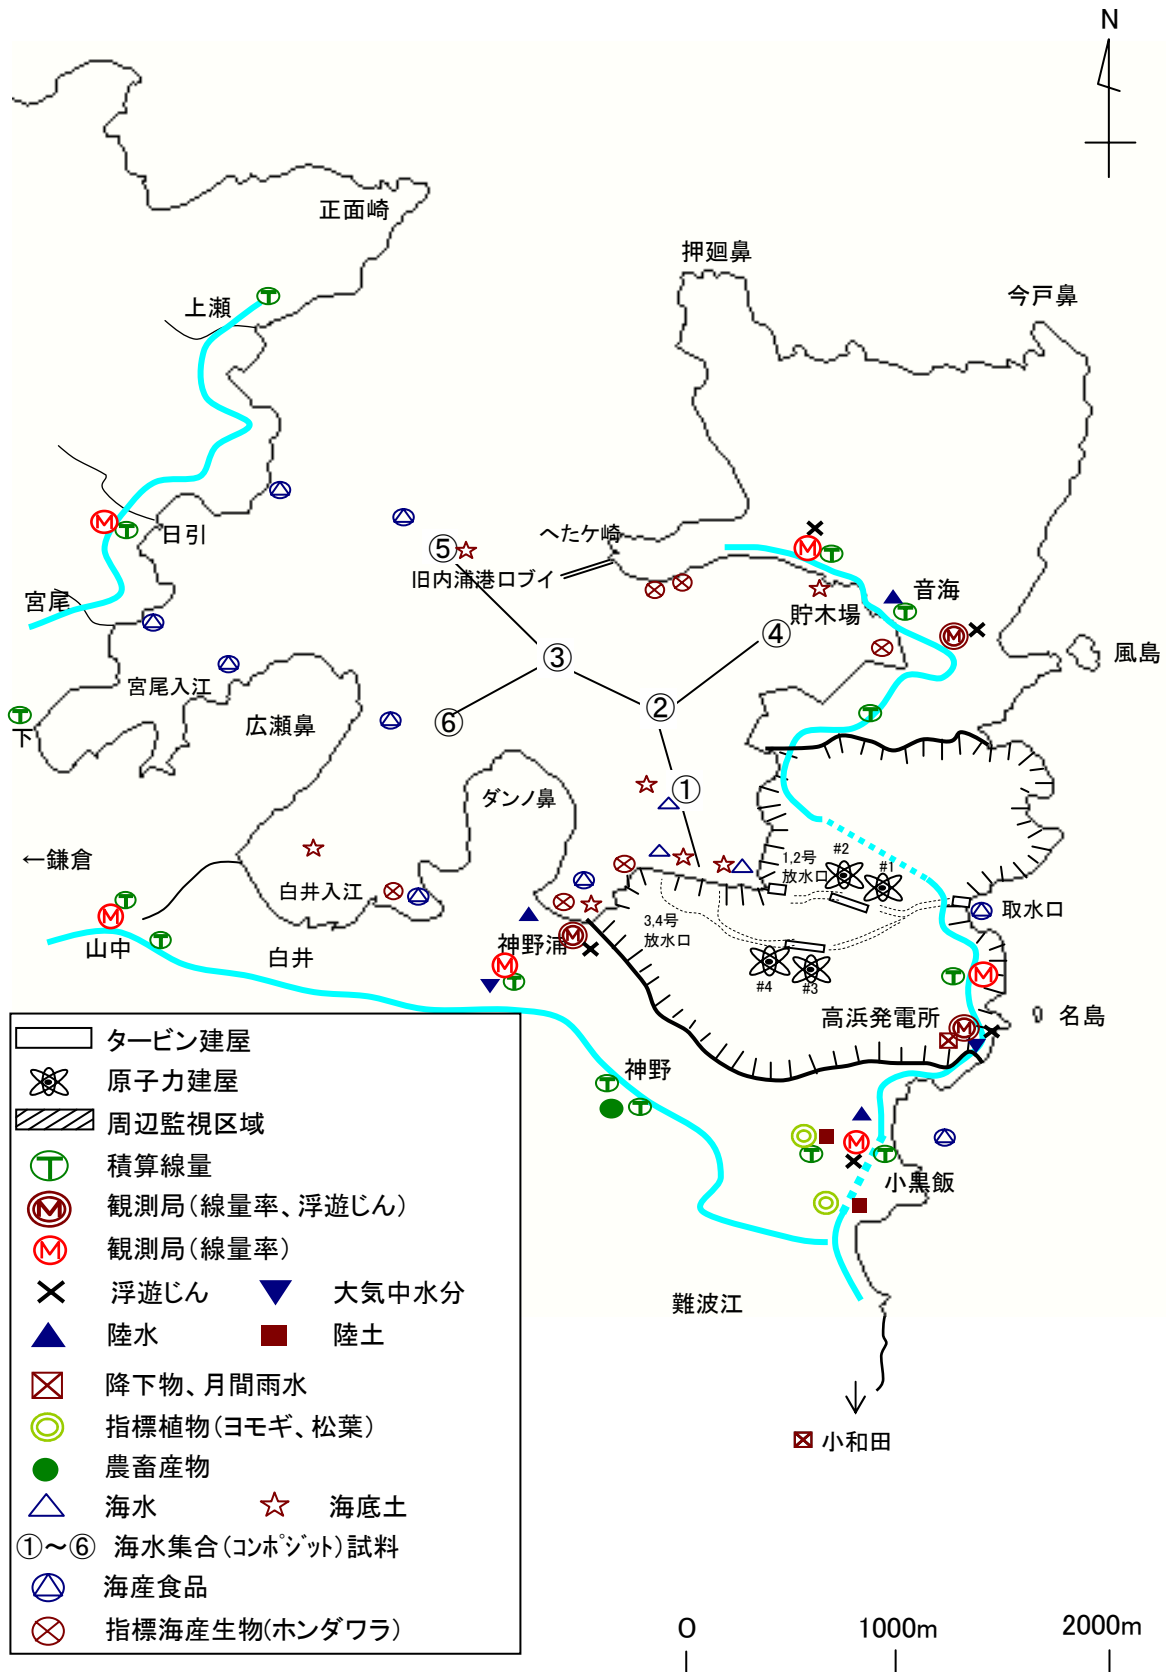 N
正面崎
押廻鼻
今戸鼻
上瀬
へたケ崎
日引
⑤
旧内浦港口ブイ
音海
宮尾
貯木場
④
風島
③
宮尾入江
②
広瀬鼻
⑥
下
①
ダンノ鼻
←鎌倉
#2
1,2号
放水口
#1
白井入江
取水口
3,4号
放水口
山中
白井
神野浦
#4
#3
高浜発電所
名島
神野
小黒飯
難波江
小和田
タービン建屋
原子力建屋
周辺監視区域
積算線量
観測局(線量率、浮遊じん)
観測局(線量率)
浮遊じん
大気中水分
陸水
陸土
降下物、月間雨水
指標植物(ヨモギ、松葉)
農畜産物
海水
海底土
①～⑥ 海水集合(ｺﾝﾎﾟｼﾞｯﾄ)試料
海産食品
指標海産生物(ホンダワラ)
O
1000m
2000m